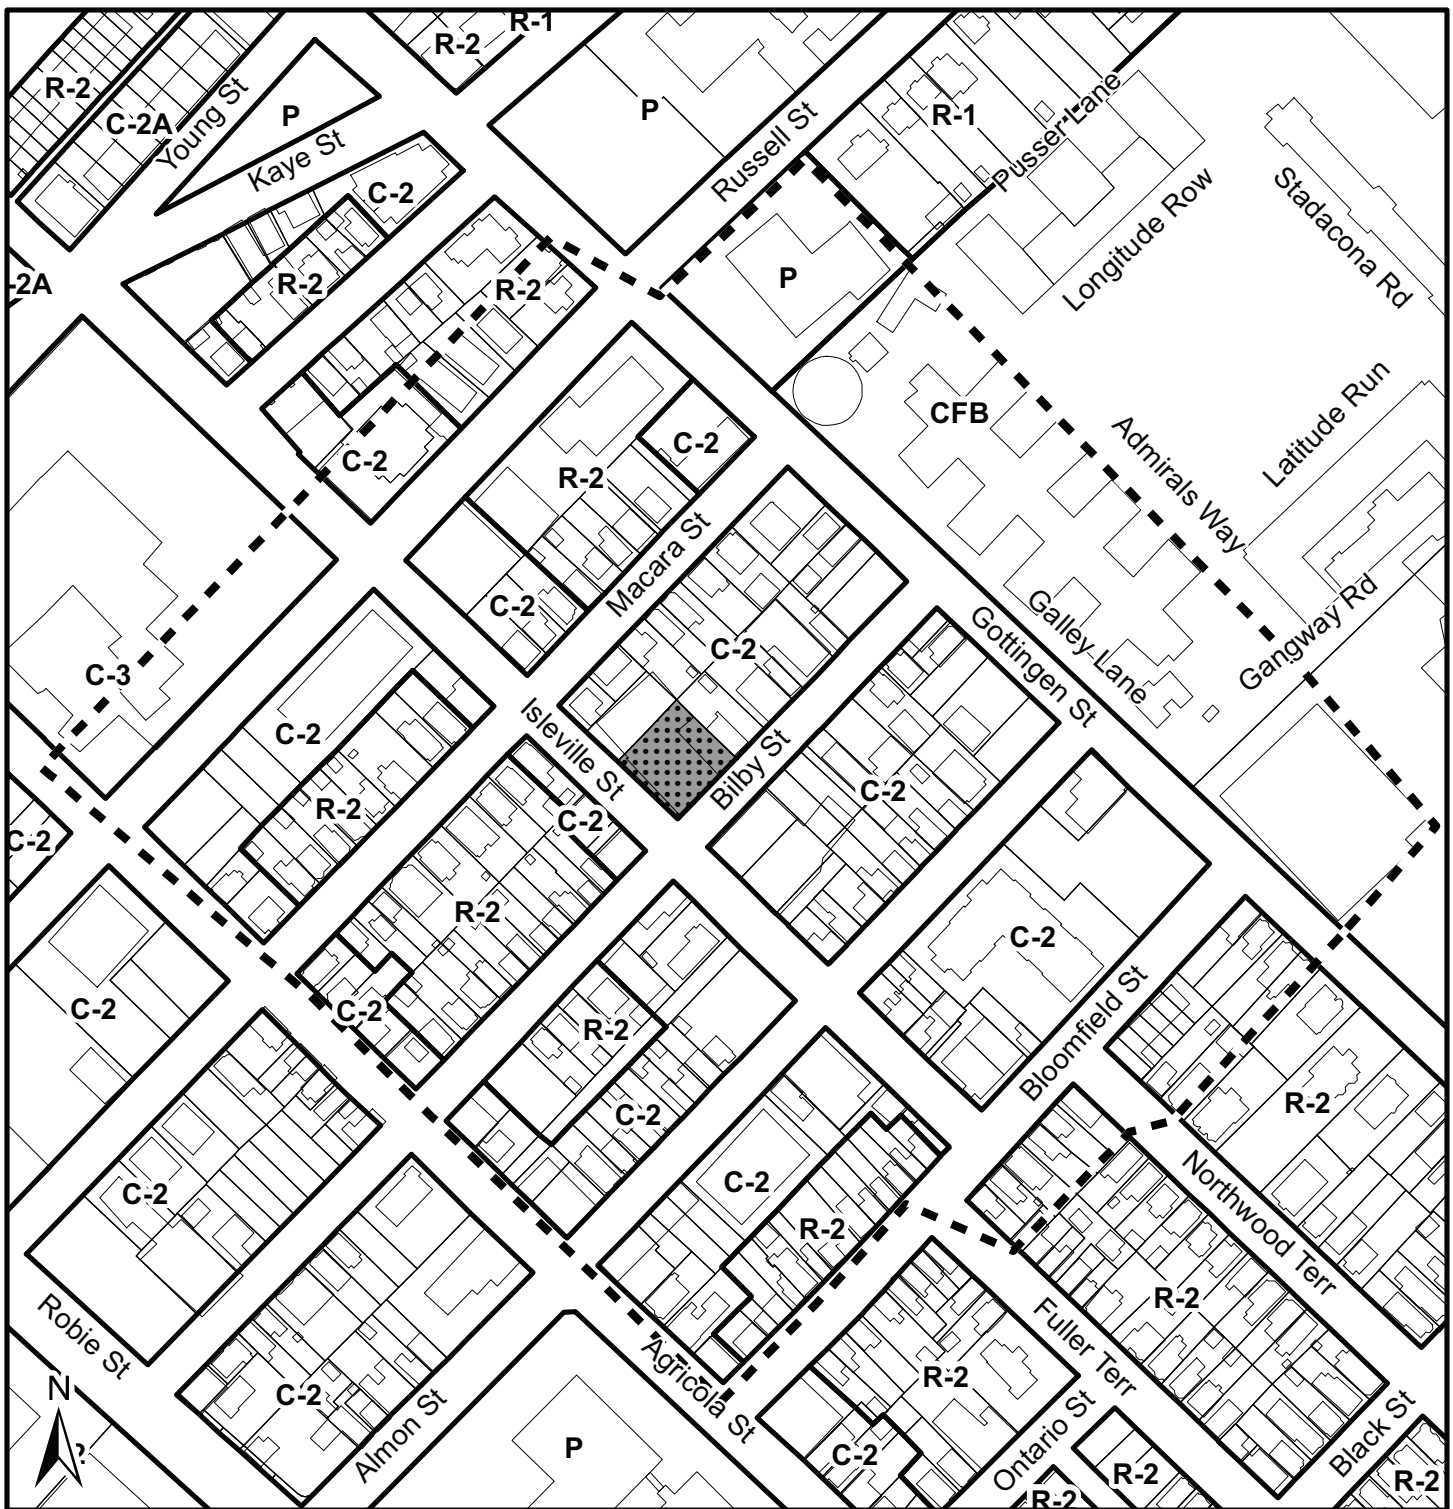 R-1
R-2
R-2
P
P
R-1
C-2A
Young St
Kaye St
Russell St
Pusser Lane
C-2
Longitude Row
Stadacona Rd
-2A
R-2
R-2
P
CFB
Admirals Way
Latitude Run
C-2
C-2
R-2
Macara St
C-2
Galley Lane
Gangway Rd
Gottingen St
C-2
C-3
C-2
Isleville St
Bilby St
R-2
C-2
C-2
C-2
R-2
C-2
C-2
C-2
R-2
Bloomfield St
R-2
C-2
C-2
C-2
Northwood Terr
R-2
R-2
Robie St
Fuller Terr
Agricola St
R-2
N
C-2
Almon St
Ontario St
Black St
P
C-2
R-2
R-2
R-2